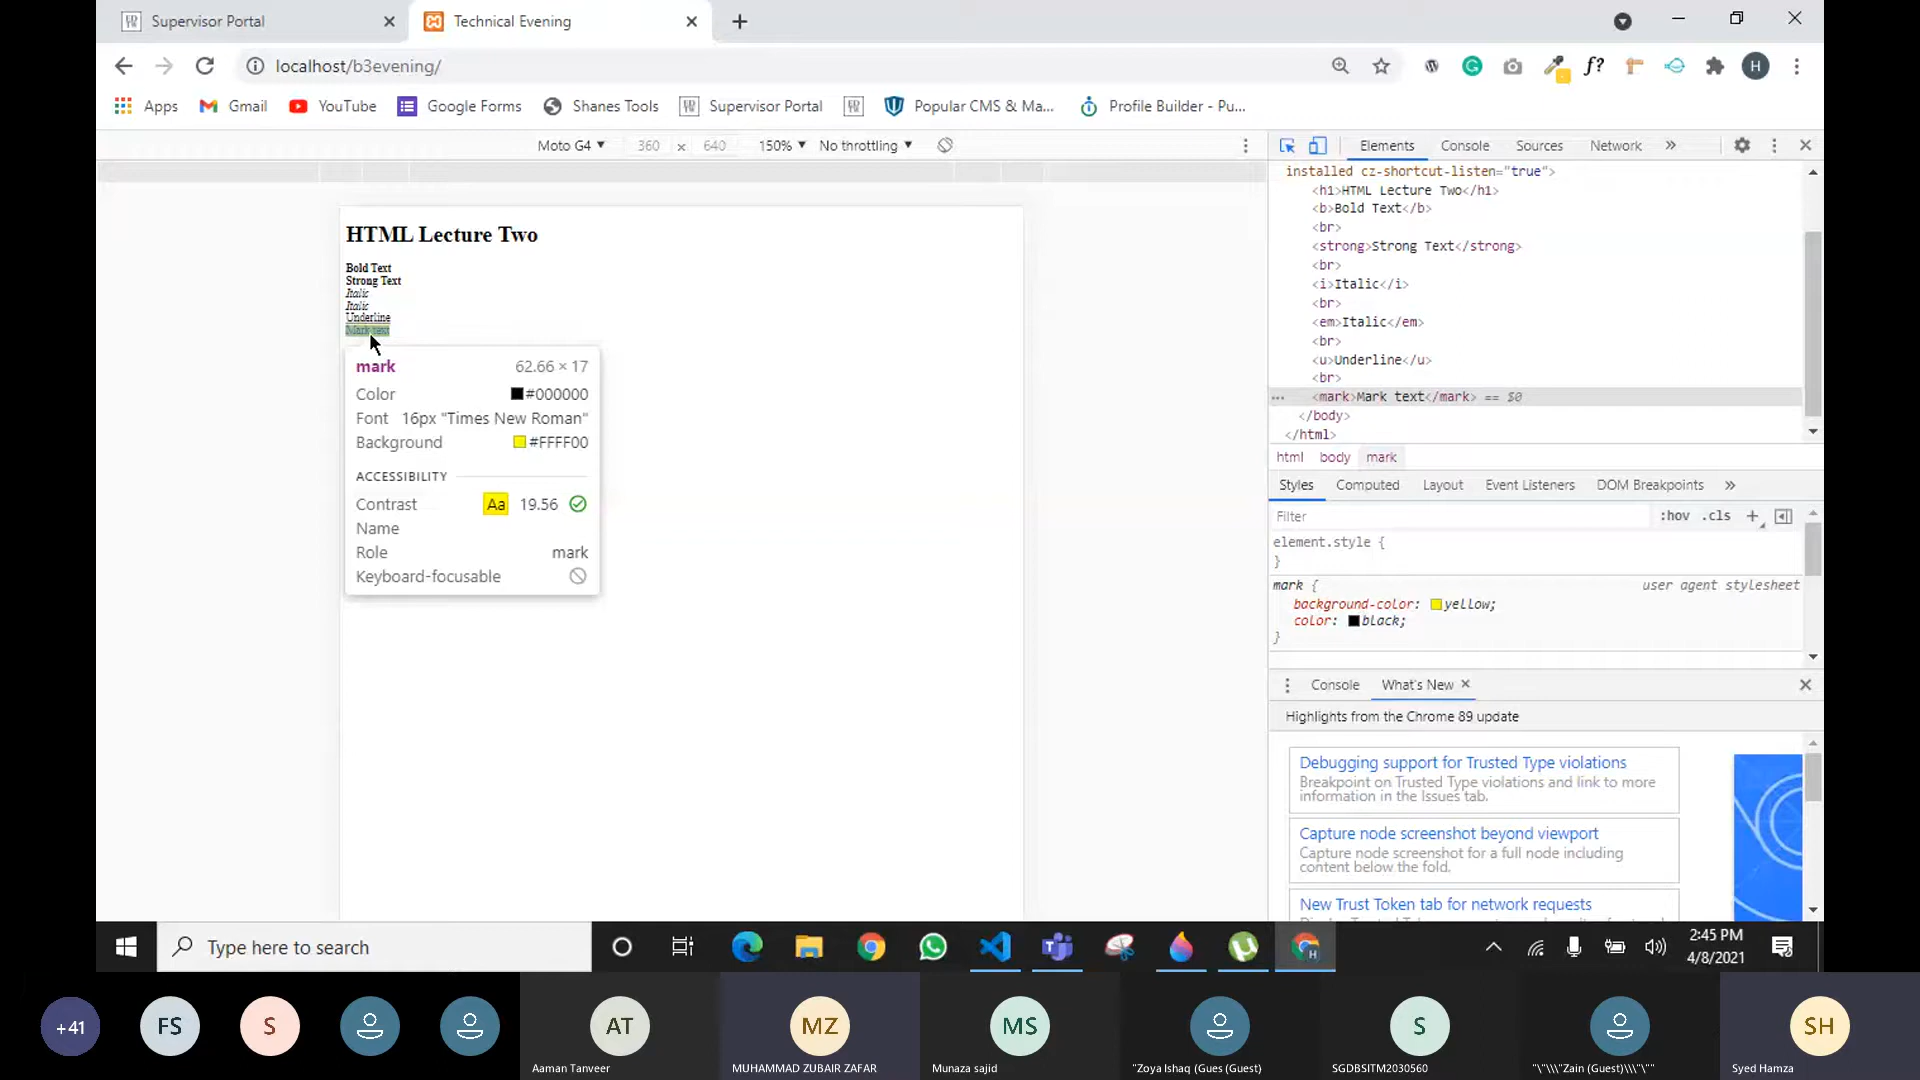 Supervisor Portal
Technical Evening
localhost/b3evening/
f?
H
Apps
Gmail
YouTube
Google Forms
Shanes Tools
Supervisor Portal
Popular CMS & Ma...
Profile Builder - Pu...
Moto G4
360
x
640
150%
No throttling
Elements
Console
Sources
Network
»
HTML Lecture Two
Bold Text
Strong Text
Italic
Italic
Underline
Mark text
mark
62.66 × 17
Color
#000000
Font
16px "Times New Roman"
Background
#FFFF00
ACCESSIBILITY
Contrast
Aa
19.56
Name
Role
mark
Keyboard-focusable
installed cz-shortcut-listen="true">
<h1>HTML Lecture Two</h1>
<b>Bold Text</b>
<br>
<strong>Strong Text</strong>
<br>
<i>Italic</i>
<br>
<em>Italic</em>
<br>
<u>Underline</u>
<br>
<mark>Mark text</mark> == $0
</body>
</html>
html
body
mark
Styles
Computed
Layout
Event Listeners
DOM Breakpoints
»
Filter
:hov
.cls
+
element.style {
}
mark {
user agent stylesheet
background-color: yellow;
color: black;
}
Console
What's New
Highlights from the Chrome 89 update
Debugging support for Trusted Type violations
Breakpoint on Trusted Type violations and link to more
information in the Issues tab.
Capture node screenshot beyond viewport
Capture node screenshot for a full node including
content below the fold.
New Trust Token tab for network requests
Type here to search
2:45 PM
4/8/2021
+41
FS
S
AT
Aaman Tanveer
MZ
MUHAMMAD ZUBAIR ZAFAR
MS
Munaza sajid
"Zoya Ishaq (Gues (Guest)
S
SGDBSITM2030560
"\"\\\"Zain (Guest)\\\"\""
SH
Syed Hamza